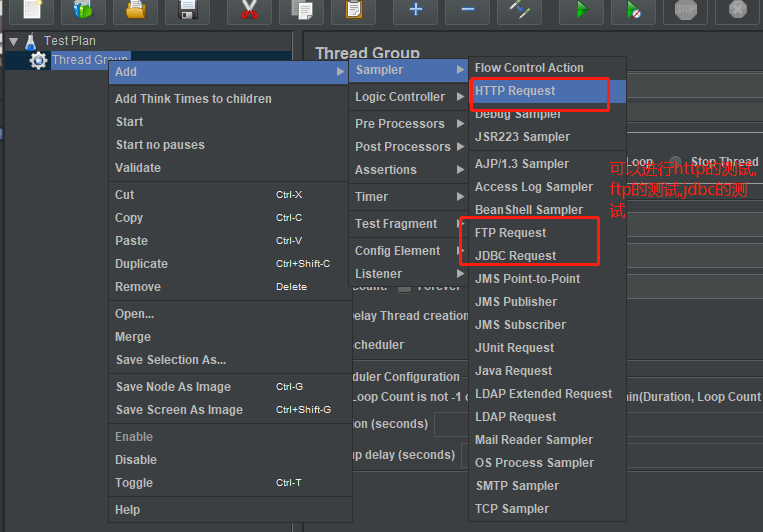 Test Plan
Thread Group
Thread Group
Add
Add Think Times to children
Start
Start no pauses
Validate
Cut Ctrl-X
Copy Ctrl-C
Paste Ctrl-V
Duplicate Ctrl+Shift-C
Remove Delete
Open...
Merge
Save Selection As...
Save Node As Image Ctrl-G
Save Screen As Image Ctrl+Shift-G
Enable
Disable
Toggle Ctrl-T
Help
Sampler
Logic Controller
Pre Processors
Post Processors
Assertions
Timer
Test Fragment
Config Element
Listener
Flow Control Action
HTTP Request
Debug Sampler
JSR223 Sampler
AJP/1.3 Sampler
Access Log Sampler
BeanShell Sampler
FTP Request
JDBC Request
JMS Point-to-Point
JMS Publisher
JMS Subscriber
JUnit Request
Java Request
LDAP Extended Request
LDAP Request
Mail Reader Sampler
OS Process Sampler
SMTP Sampler
TCP Sampler
Loop Stop Thread
可以进行http的测试,
ftp的测试,jdbc的测
试
Count: Forever
Delay Thread creation
cheduler
duler Configuration
Loop Count is not -1 o
min(Duration, Loop Count
ion (seconds)
up delay (seconds)
STOP